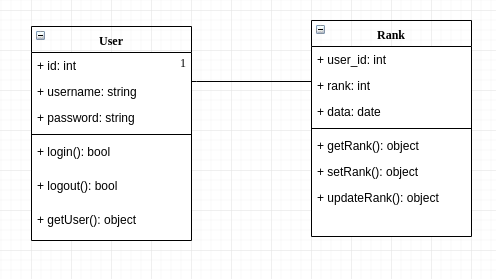 User
+ id: int
1
+ username: string
+ password: string
+ login(): bool
+ logout(): bool
+ getUser(): object
Rank
+ user_id: int
+ rank: int
+ data: date
+ getRank(): object
+ setRank(): object
+ updateRank(): object